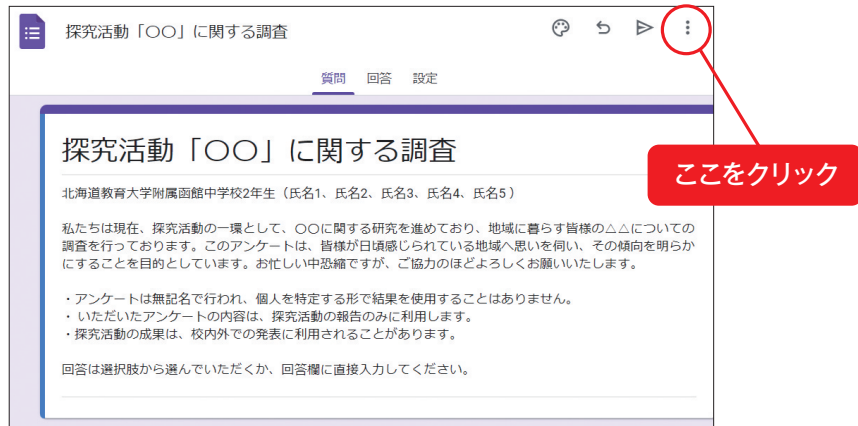 探究活動「〇〇」に関する調査
質問 回答 設定
探究活動「〇〇」に関する調査
ここをクリック
北海道教育大学附属函館中学校2年生（氏名1、氏名2、氏名3、氏名4、氏名5）
私たちは現在、探究活動の一環として、〇〇に関する研究を進めており、地域に暮らす皆様の△△についての
調査を行っております。このアンケートは、皆様が日頃感じられている地域へ思いを伺い、その傾向を明らか
にすることを目的としています。お忙しい中恐縮ですが、ご協力のほどよろしくお願いいたします。
・アンケートは無記名で行われ、個人を特定する形で結果を使用することはありません。
・いただいたアンケートの内容は、探究活動の報告のみに利用します。
・探究活動の成果は、校内外での発表に利用されることがあります。
回答は選択肢から選んでいただくか、回答欄に直接入力してください。